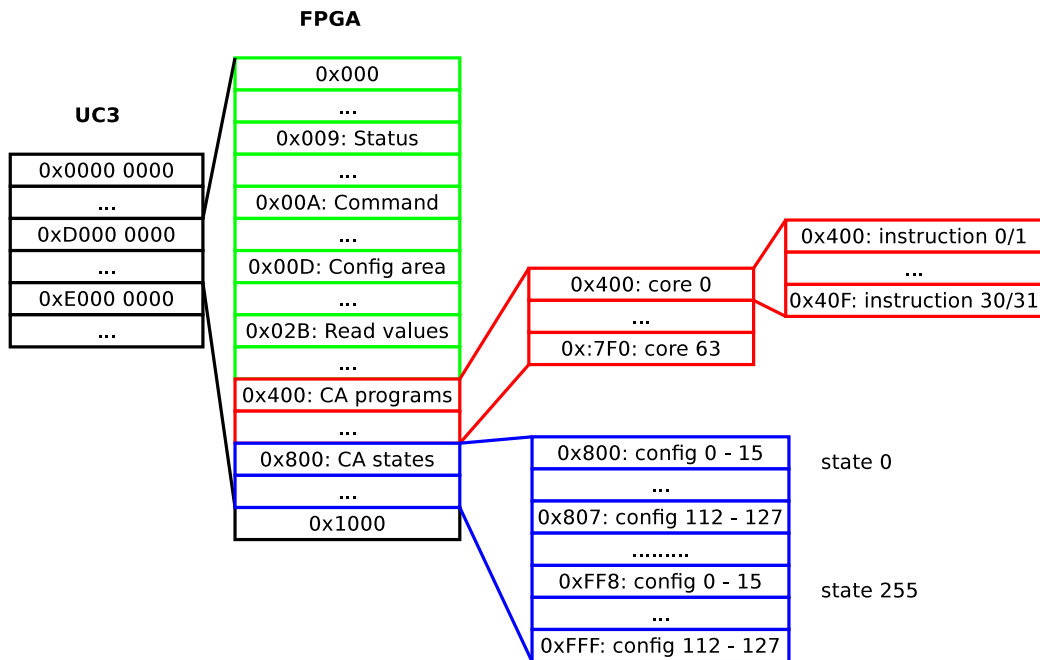 FPGA
UC3
0x0000 0000
...
0xD000 0000
...
0xE000 0000
...
0x000
...
0x009: Status
...
0x00A: Command
...
0x00D: Config area
...
0x02B: Read values
...
0x400: CA programs
...
0x800: CA states
...
0x1000
0x400: core 0
...
0x:7F0: core 63
0x400: instruction 0/1
...
0x40F: instruction 30/31
0x800: config 0 - 15
...
0x807: config 112 - 127
.........
0xFF8: config 0 - 15
...
0xFFF: config 112 - 127
state 0
state 255